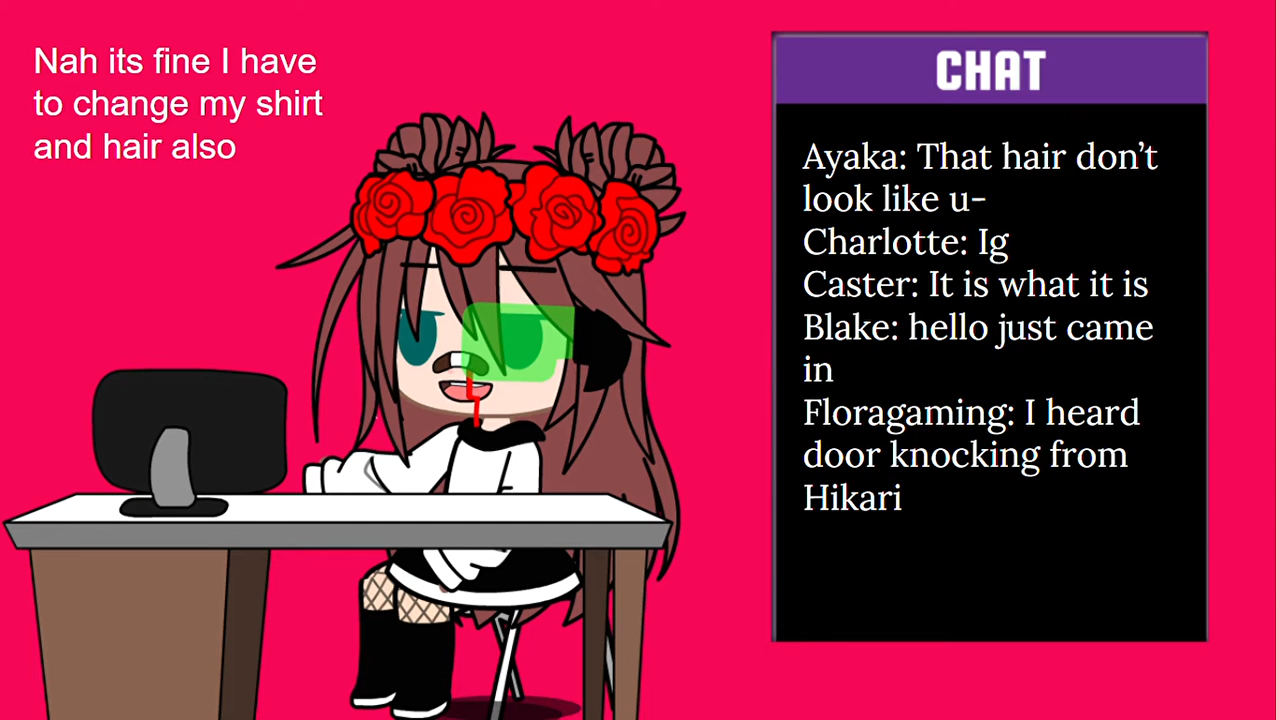 Nah its fine I have
to change my shirt
and hair also
CHAT
Ayaka: That hair don’t
look like u-
Charlotte: Ig
Caster: It is what it is
Blake: hello just came
in
Floragaming: I heard
door knocking from
Hikari